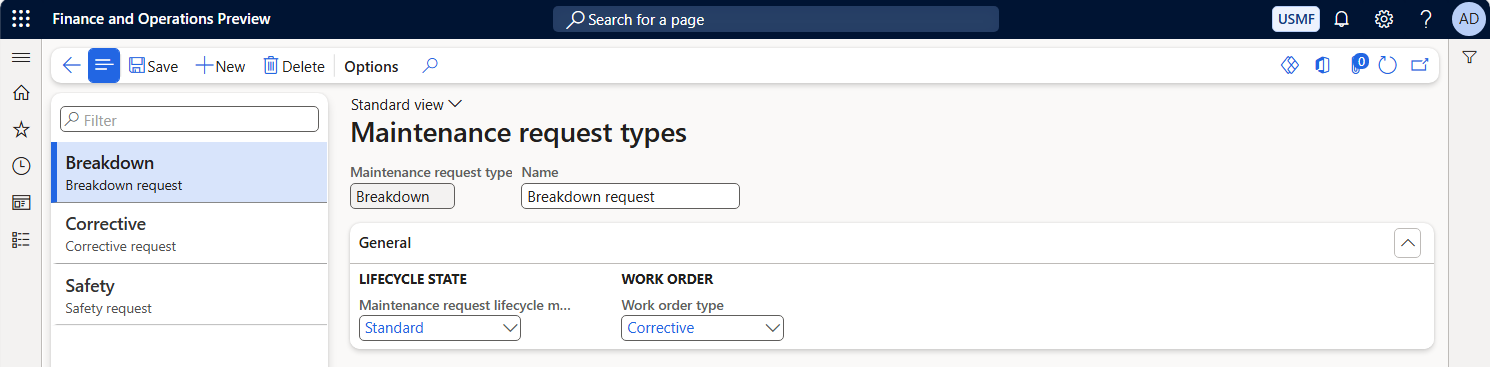 Finance and Operations Preview
Search for a page
USMF
AD
Save
New
Delete
Options
0
Filter
Breakdown
Breakdown request
Corrective
Corrective request
Safety
Safety request
Standard view
Maintenance request types
Maintenance request type Name
Breakdown Breakdown request
General
LIFECYCLE STATE WORK ORDER
Maintenance request lifecycle m... Work order type
Standard Corrective